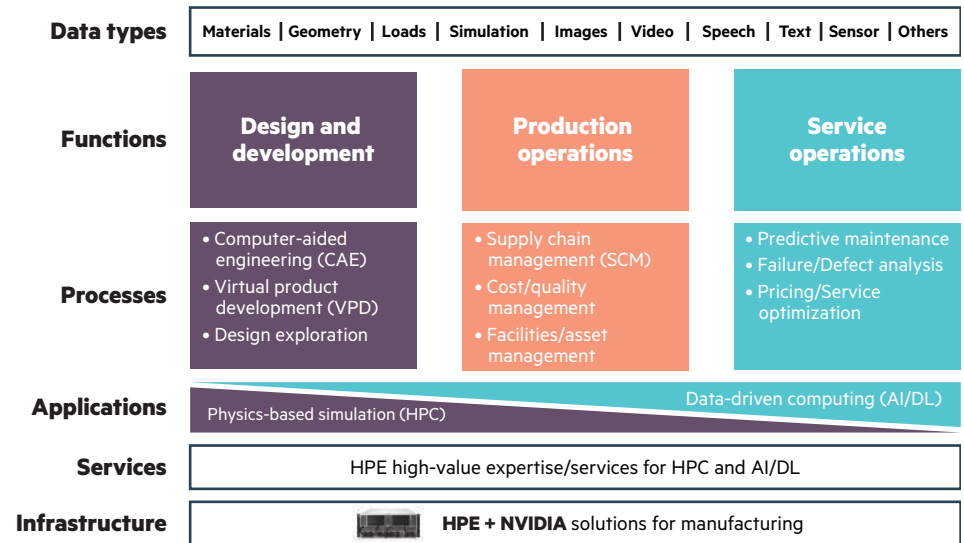 Data types
Materials | Geometry | Loads | Simulation | Images | Video | Speech | Text | Sensor | Others
Functions
Design and
development
Production
operations
Service
operations
Processes
• Computer-aided
engineering (CAE)
• Virtual product
development (VPD)
• Design exploration
• Supply chain
management (SCM)
• Cost/quality
management
• Facilities/asset
management
• Predictive maintenance
• Failure/Defect analysis
• Pricing/Service
optimization
Applications
Physics-based simulation (HPC)
Data-driven computing (AI/DL)
Services
HPE high-value expertise/services for HPC and AI/DL
Infrastructure
HPE + NVIDIA solutions for manufacturing